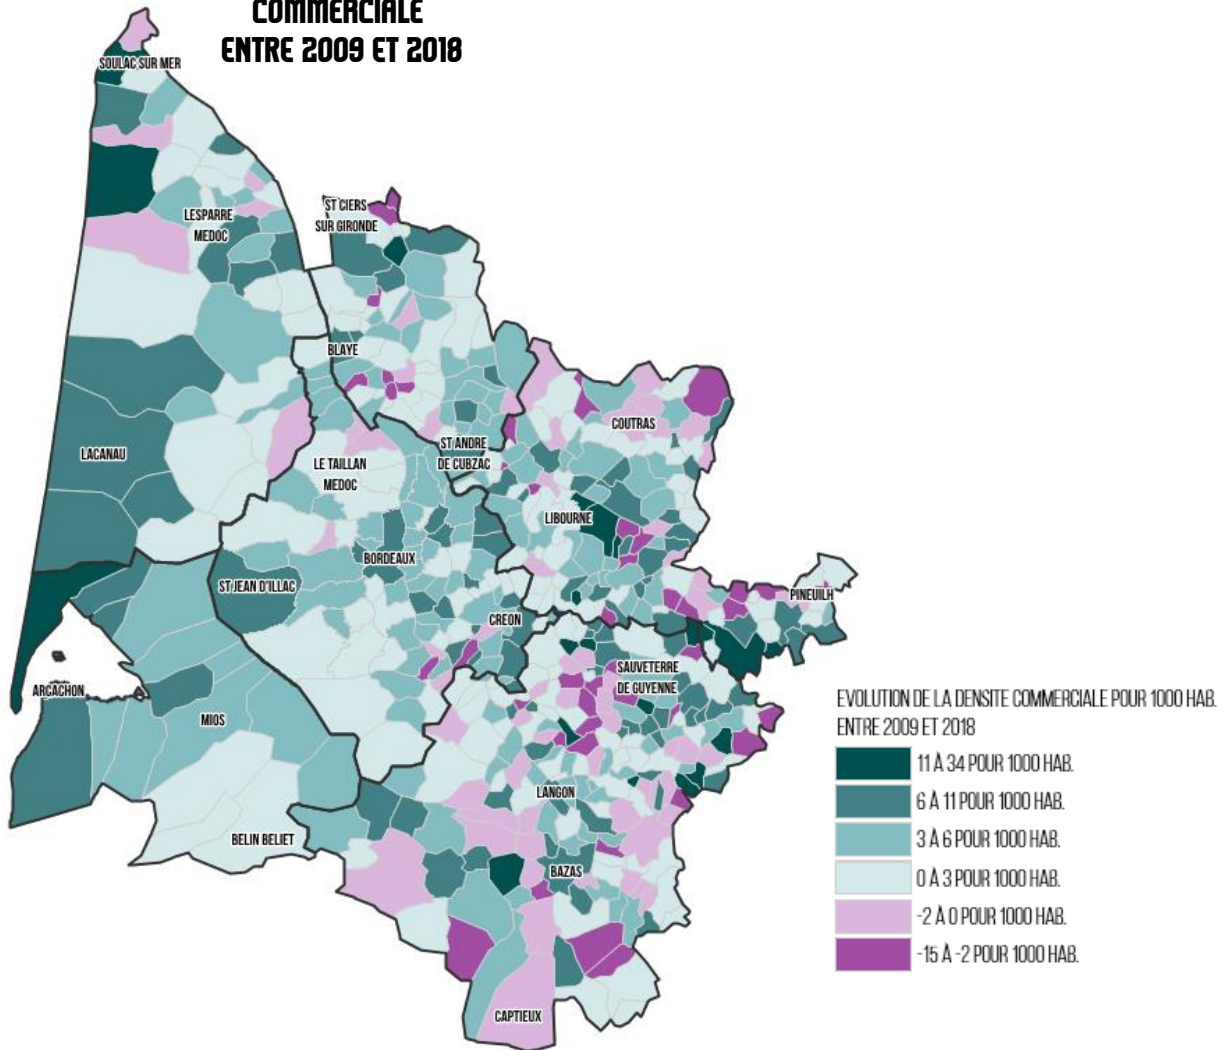 COMMERCIALE
ENTRE 2009 ET 2018
SOULAC SUR MER
ST CIERS
SUR GIRONDE
LESPARRE
MEDOC
BLAYE
COUTRAS
LACANAU
ST ANDRE
DE CUBZAC
LE TAILLAN
MEDOC
LIBOURNE
BORDEAUX
ST JEAN D'ILLAC
PINEUILH
CREON
SAUVETERRE
DE GUYENNE
ARCACHON
MIOS
LANGON
BELIN BELIET
BAZAS
CAPTIEUX
EVOLUTION DE LA DENSITE COMMERCIALE POUR 1000 HAB.
ENTRE 2009 ET 2018
11 À 34 POUR 1000 HAB.
6 À 11 POUR 1000 HAB.
3 À 6 POUR 1000 HAB.
0 À 3 POUR 1000 HAB.
-2 À 0 POUR 1000 HAB.
-15 À -2 POUR 1000 HAB.